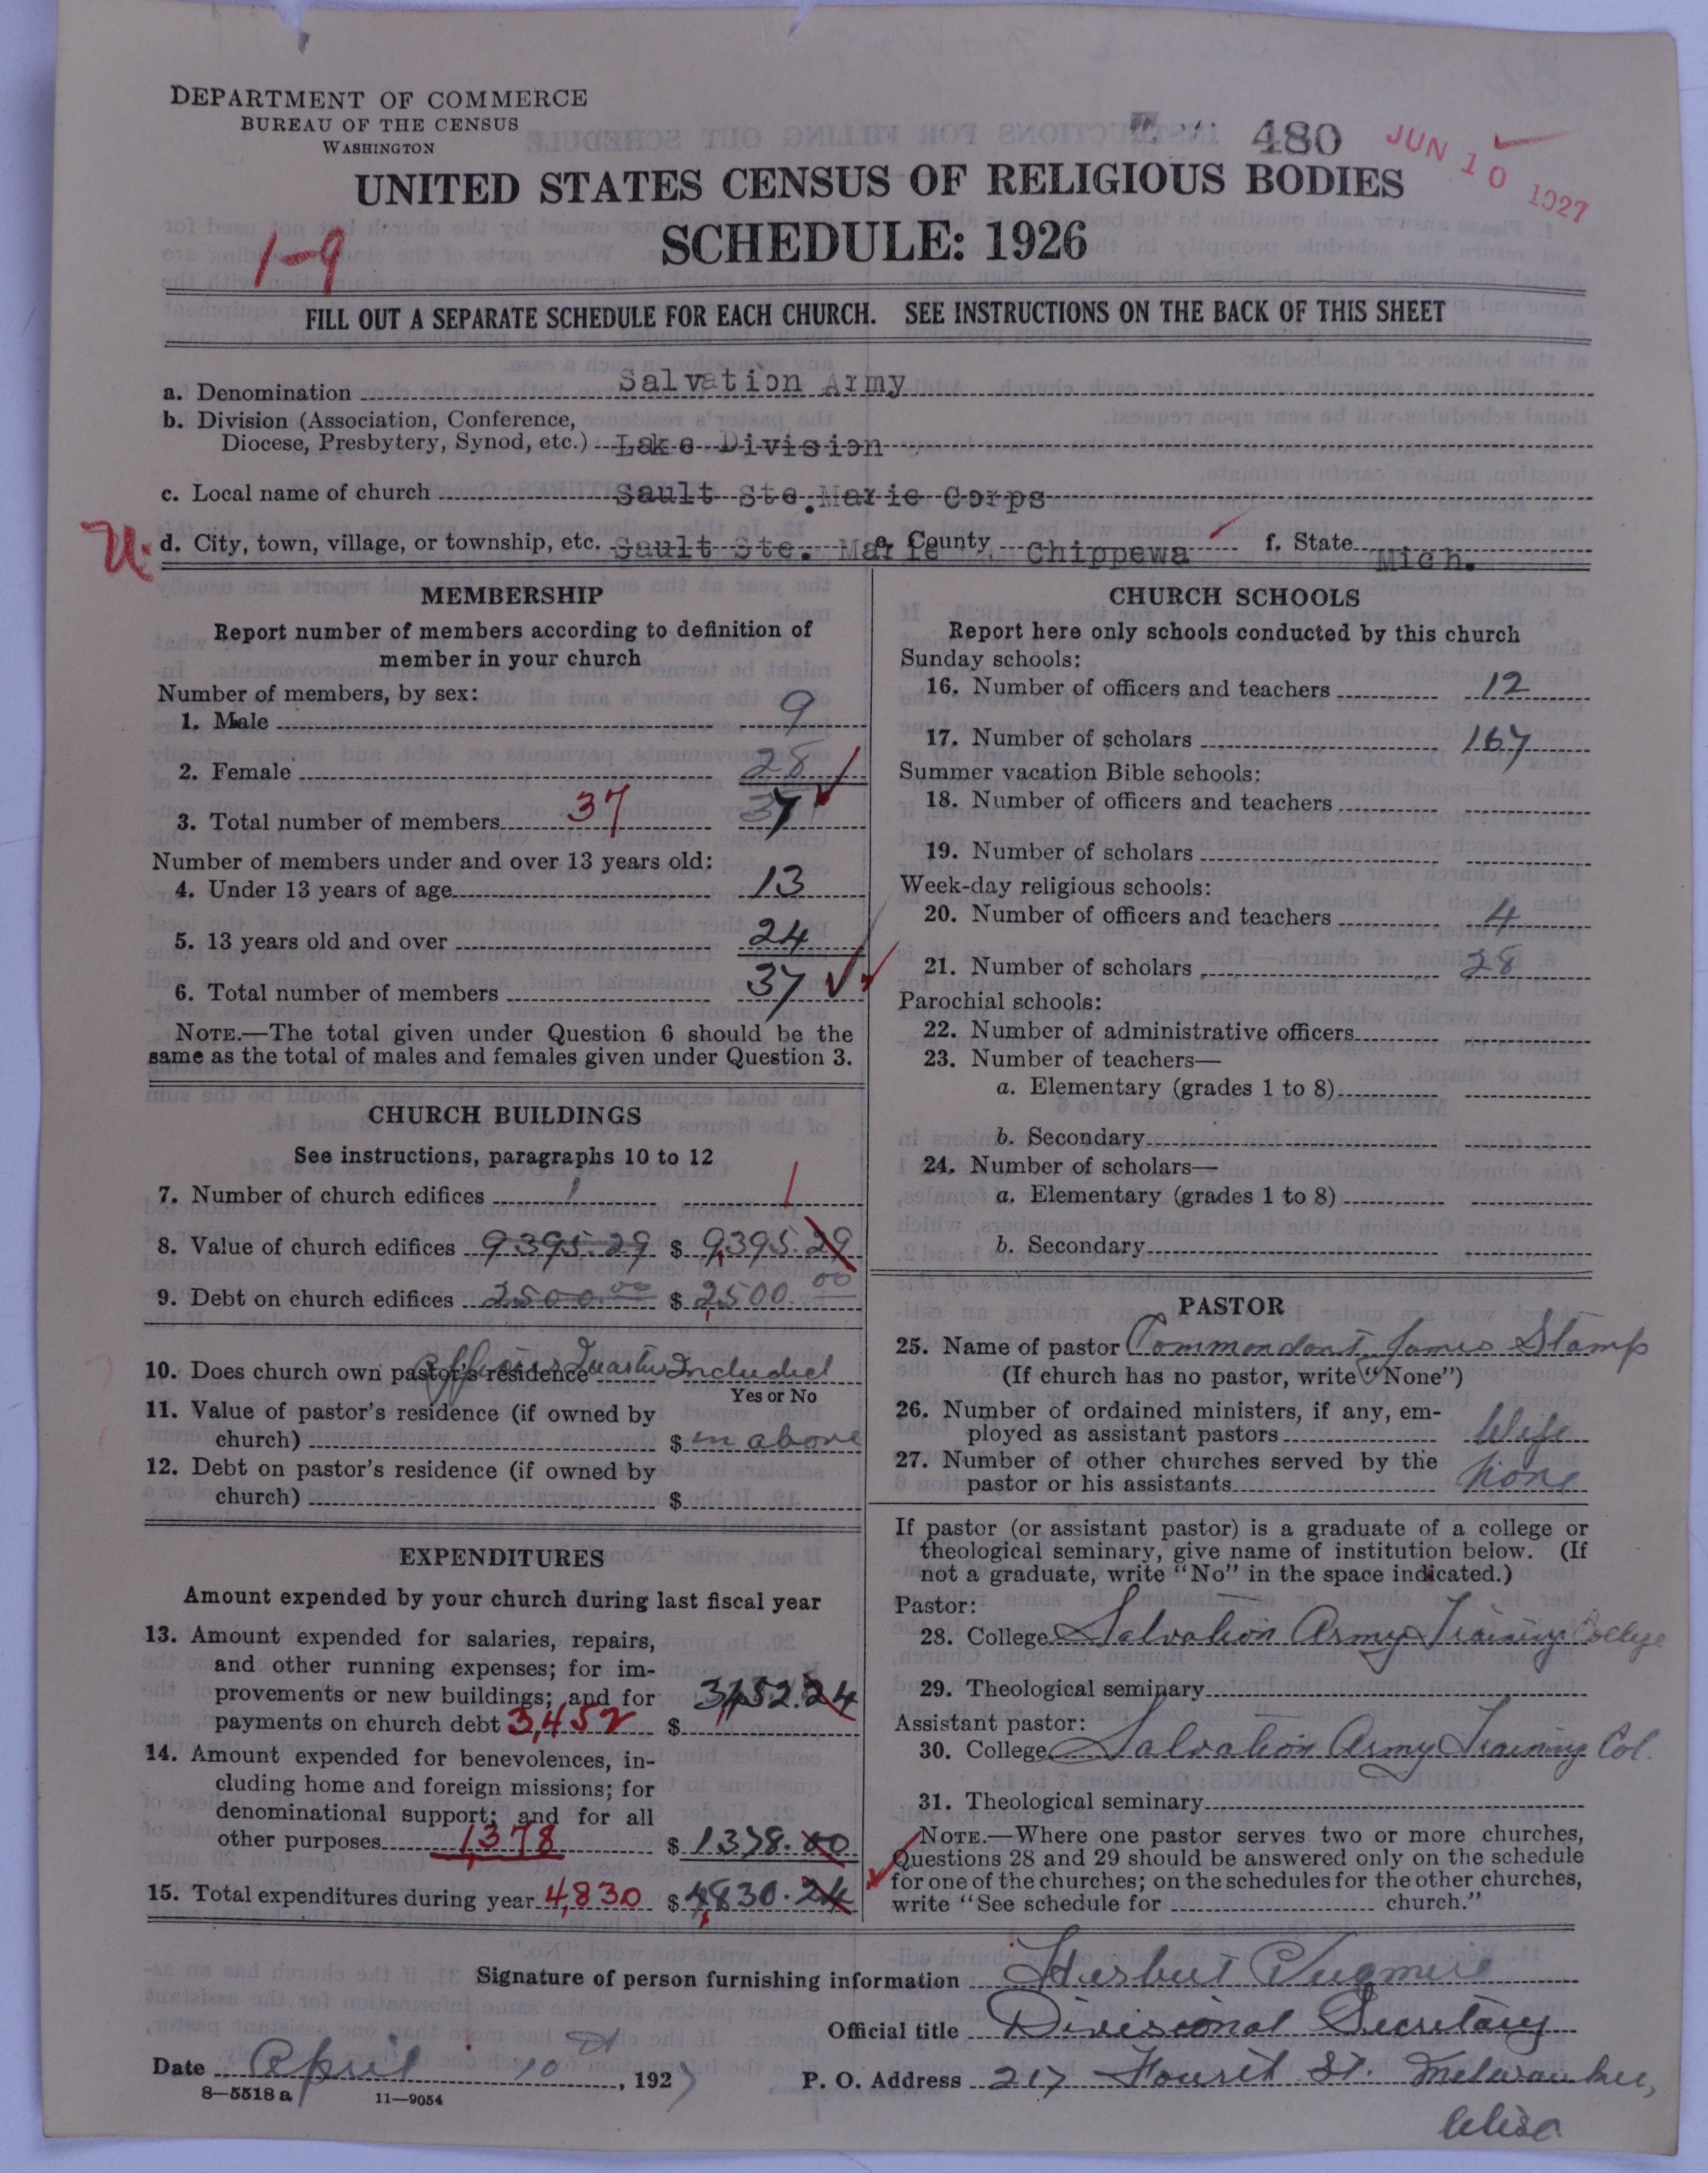 DEPARTMENT OF COMMERCE
BUREAU OF THE CENSUS
WASHINGTON
480
JUN 10 1927
UNITED STATES CENSUS OF RELIGIOUS BODIES
SCHEDULE: 1926
1-9
FILL OUT A SEPARATE SCHEDULE FOR EACH CHURCH. SEE INSTRUCTIONS ON THE BACK OF THIS SHEET
a. Denomination Salvation Army
b. Division (Association, Conference,
Diocese, Presbytery, Synod, etc.) Lake Division
c. Local name of church Sault Ste. Marie Corps
U. d. City, town, village, or township, etc. Sault Ste. Marie e. County Chippewa f. State Mich.
MEMBERSHIP
Report number of members according to definition of
member in your church
Number of members, by sex:
1. Male 9
2. Female 28
3. Total number of members 37 37
Number of members under and over 13 years old:
4. Under 13 years of age 13
5. 13 years old and over 24
6. Total number of members 37
NOTE.—The total given under Question 6 should be the
same as the total of males and females given under Question 3.
CHURCH BUILDINGS
See instructions, paragraphs 10 to 12
7. Number of church edifices 1 1
8. Value of church edifices 9395.29 $ 9,395.29
9. Debt on church edifices 2500.00 $ 2,500.00
10. Does church own pastor's residence Officers Quarters Included
Yes or No
11. Value of pastor's residence (if owned by
church) $ in above
12. Debt on pastor's residence (if owned by
church) $
EXPENDITURES
Amount expended by your church during last fiscal year
13. Amount expended for salaries, repairs,
and other running expenses; for im-
provements or new buildings; and for 3,452.24
payments on church debt 3,452 $
14. Amount expended for benevolences, in-
cluding home and foreign missions; for
denominational support; and for all
other purposes 1,378 $ 1378.00
15. Total expenditures during year 4,830 $ 4,830.24
CHURCH SCHOOLS
Report here only schools conducted by this church
Sunday schools:
16. Number of officers and teachers 12
17. Number of scholars 167
Summer vacation Bible schools:
18. Number of officers and teachers
19. Number of scholars
Week-day religious schools:
20. Number of officers and teachers 4
21. Number of scholars 28
Parochial schools:
22. Number of administrative officers
23. Number of teachers—
a. Elementary (grades 1 to 8)
b. Secondary
24. Number of scholars—
a. Elementary (grades 1 to 8)
b. Secondary
PASTOR
25. Name of pastor Commandant James Stamp
(If church has no pastor, write "None")
26. Number of ordained ministers, if any, em-
ployed as assistant pastors Wife
27. Number of other churches served by the
pastor or his assistants none
If pastor (or assistant pastor) is a graduate of a college or
theological seminary, give name of institution below. (If
not a graduate, write "No" in the space indicated.)
Pastor:
28. College Salvation Army Training College
29. Theological seminary
Assistant pastor:
30. College Salvation Army Training Col.
31. Theological seminary
NOTE.—Where one pastor serves two or more churches,
Questions 28 and 29 should be answered only on the schedule
for one of the churches; on the schedules for the other churches,
write "See schedule for church."
Signature of person furnishing information Herbert Pugmire
Official title Divisional Secretary
Date April 10, 1927
P. O. Address 217 Fourth St. Milwaukee,
Wisc.
8—5518 a 11—9054